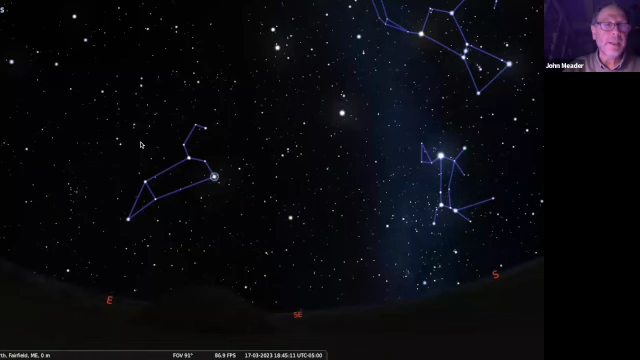 S
John Meader
S
E
SE
rth, Fairfield, ME, 0 m FOV 91° 86.9 FPS 17-03-2023 18:45:11 UTC-05:00